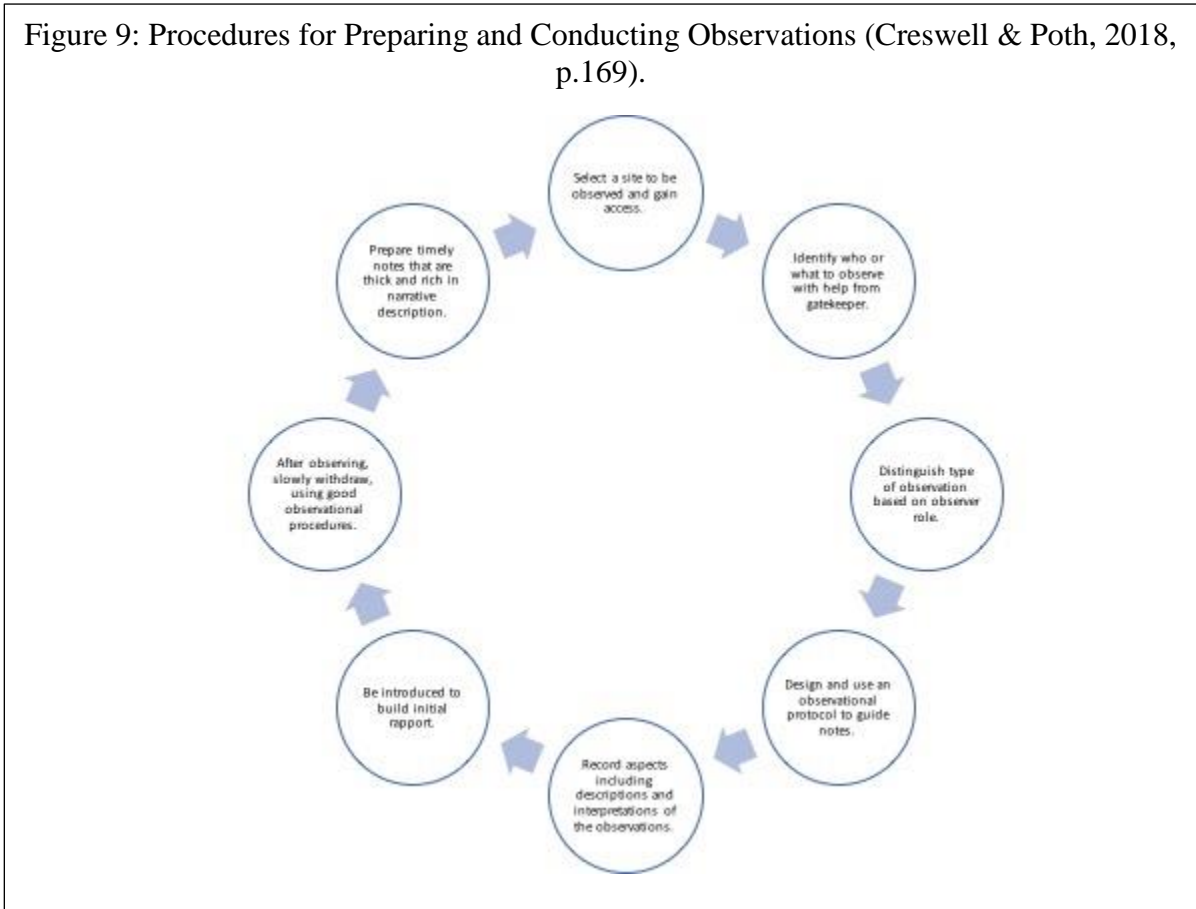 Figure 9: Procedures for Preparing and Conducting Observations (Creswell & Poth, 2018,
p.169).
Select a site to be
observed and gain
access.
Identify who or
what to observe
with help from
gatekeeper.
Distinguish type
of observation
based on observer
role.
Design and use an
observational
protocol to guide
notes.
Record aspects
including
descriptions and
interpretations of
the observations.
Be introduced to
build initial
rapport.
After observing,
slowly withdraw,
using good
observational
procedures.
Prepare timely
notes that are
thick and rich in
narrative
description.